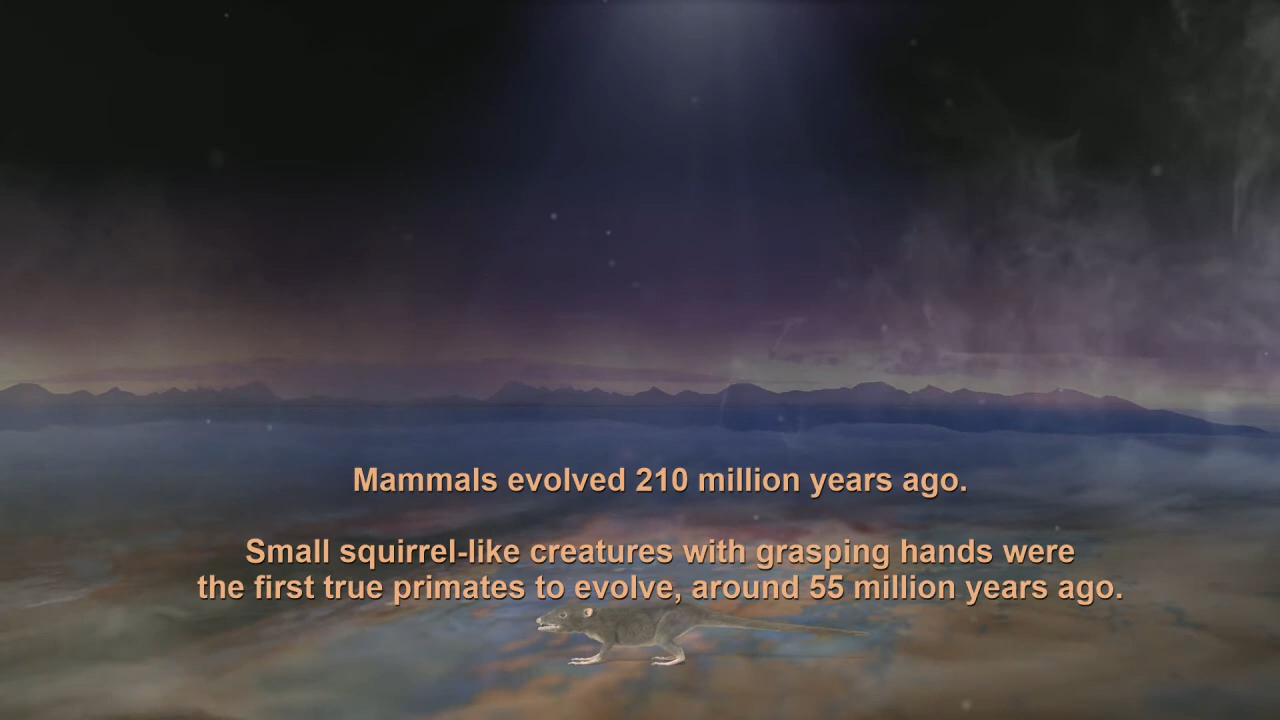 Mammals evolved 210 million years ago.
Small squirrel-like creatures with grasping hands were
the first true primates to evolve, around 55 million years ago.